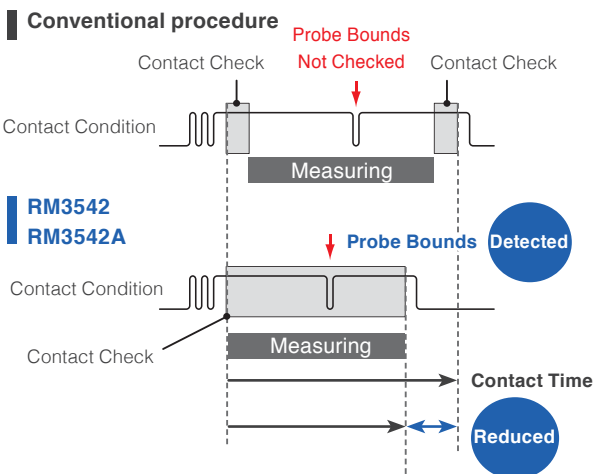 Conventional procedure
Probe Bounds
Not Checked
Contact Check
Contact Check
Contact Condition
Measuring
RM3542
RM3542A
Probe Bounds
Detected
Contact Condition
Measuring
Contact Check
Contact Time
Reduced